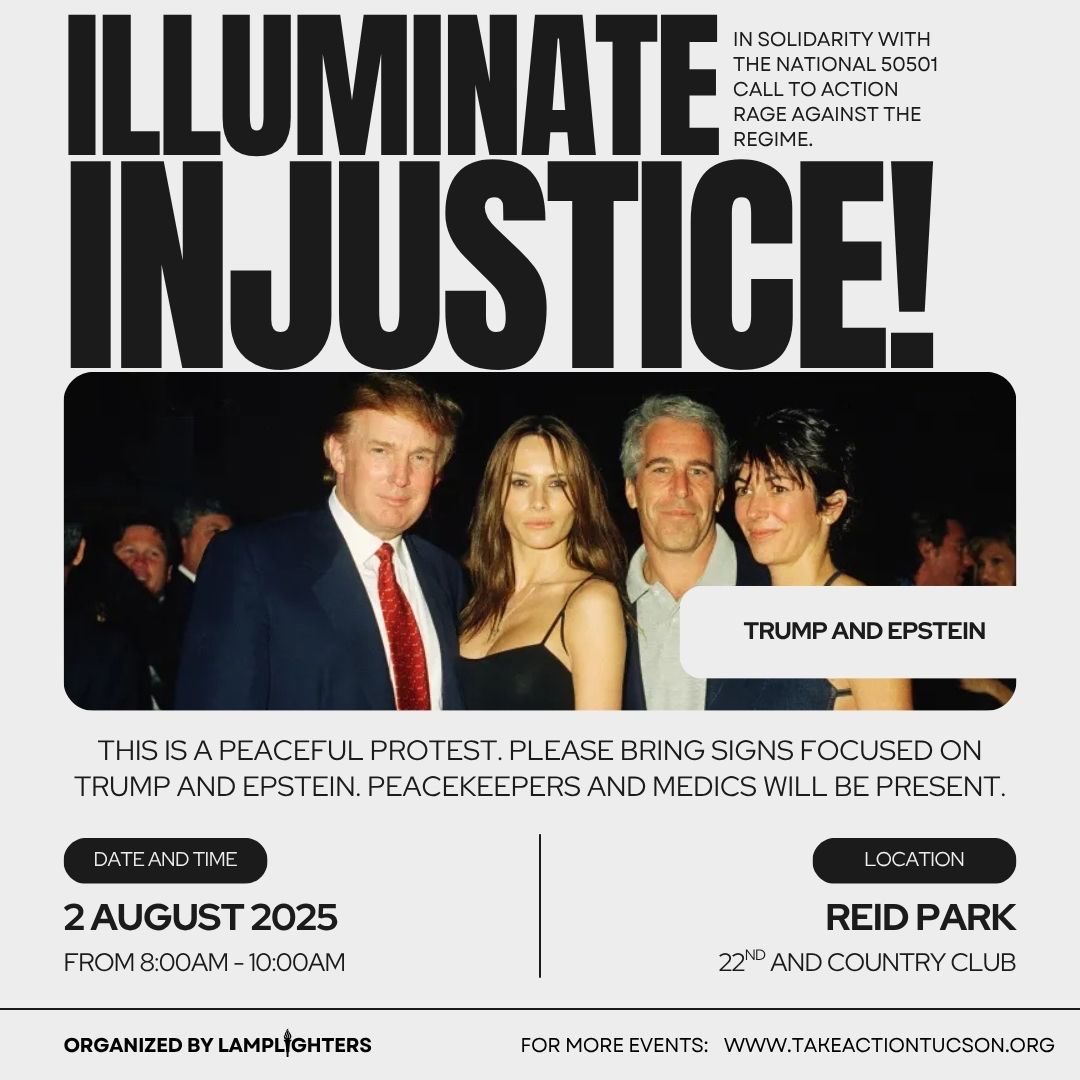 ILLUMINATE
IN SOLIDARITY WITH
THE NATIONAL 50501
CALL TO ACTION
RAGE AGAINST THE
REGIME.
INJUSTICE!
TRUMP AND EPSTEIN
THIS IS A PEACEFUL PROTEST. PLEASE BRING SIGNS FOCUSED ON
TRUMP AND EPSTEIN. PEACEKEEPERS AND MEDICS WILL BE PRESENT.
DATE AND TIME
2 AUGUST 2025
FROM 8:00AM - 10:00AM
LOCATION
REID PARK
22ND AND COUNTRY CLUB
ORGANIZED BY LAMPLIGHTERS
FOR MORE EVENTS: WWW.TAKEACTIONTUCSON.ORG